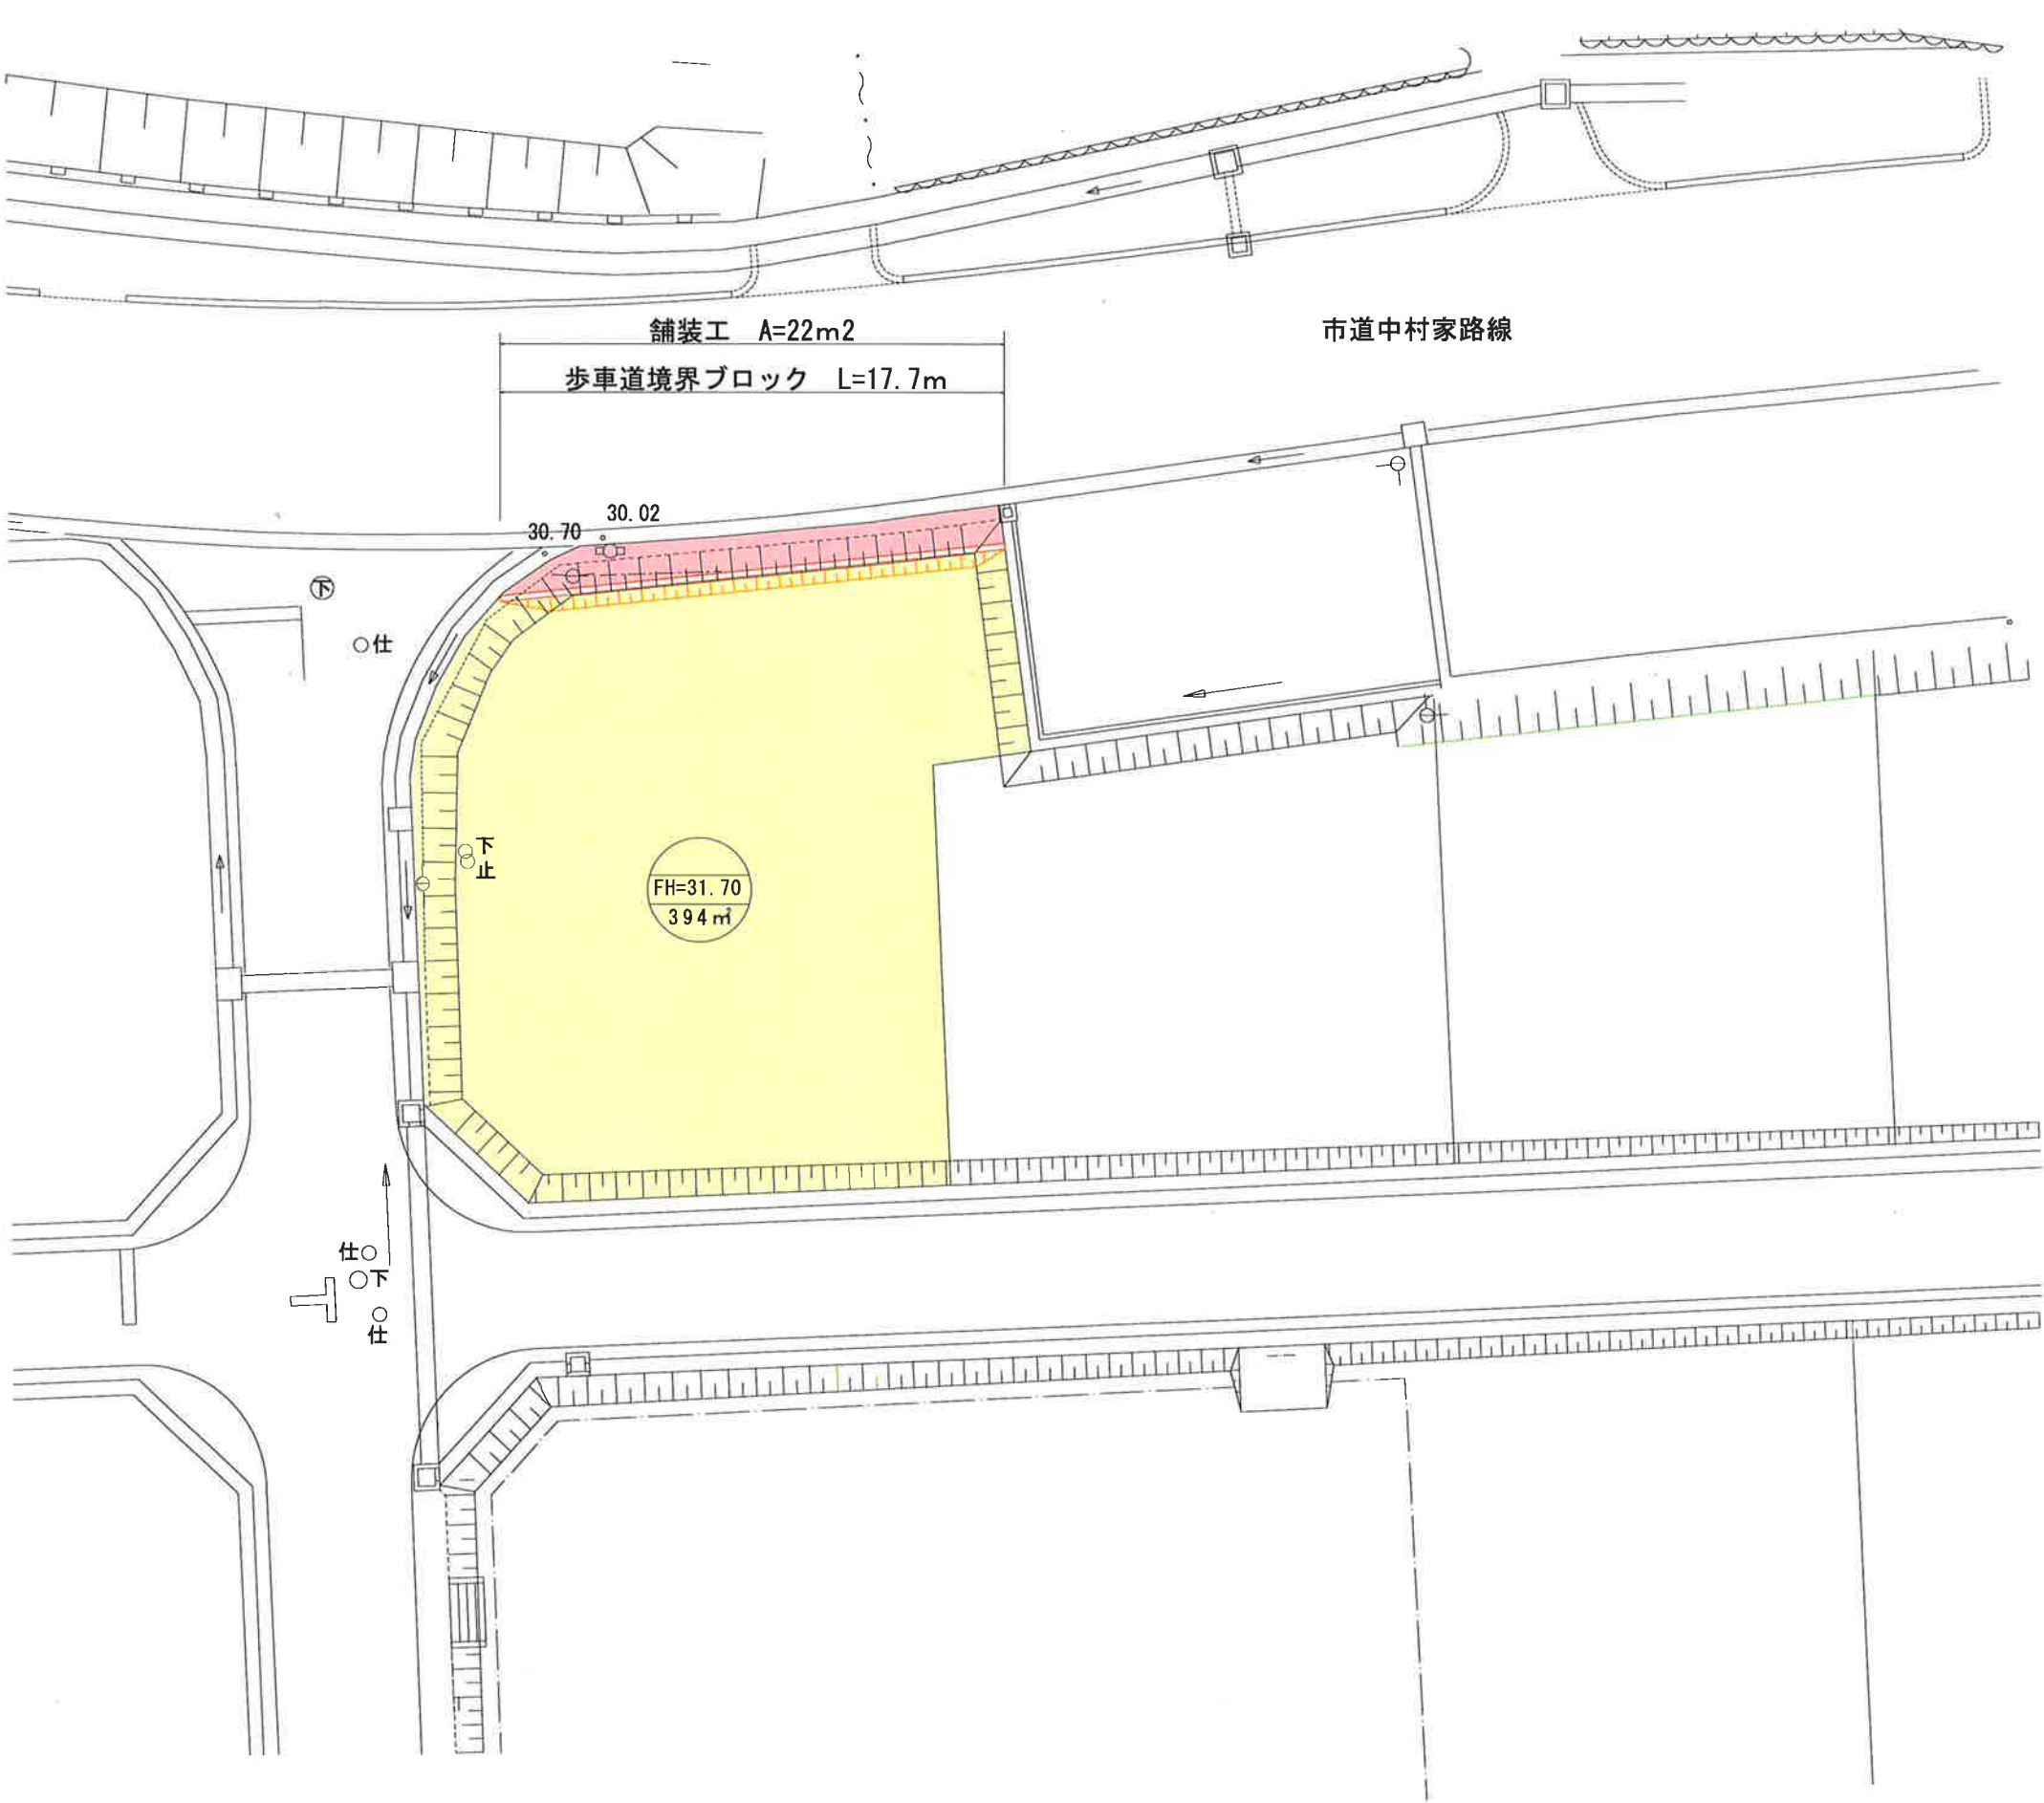 舗装工　A=22m2
市道中村家路線
歩車道境界ブロック　L=17.7m
30.02
30.70
下
仕
下
止
FH=31.70
394㎡
仕
下
仕